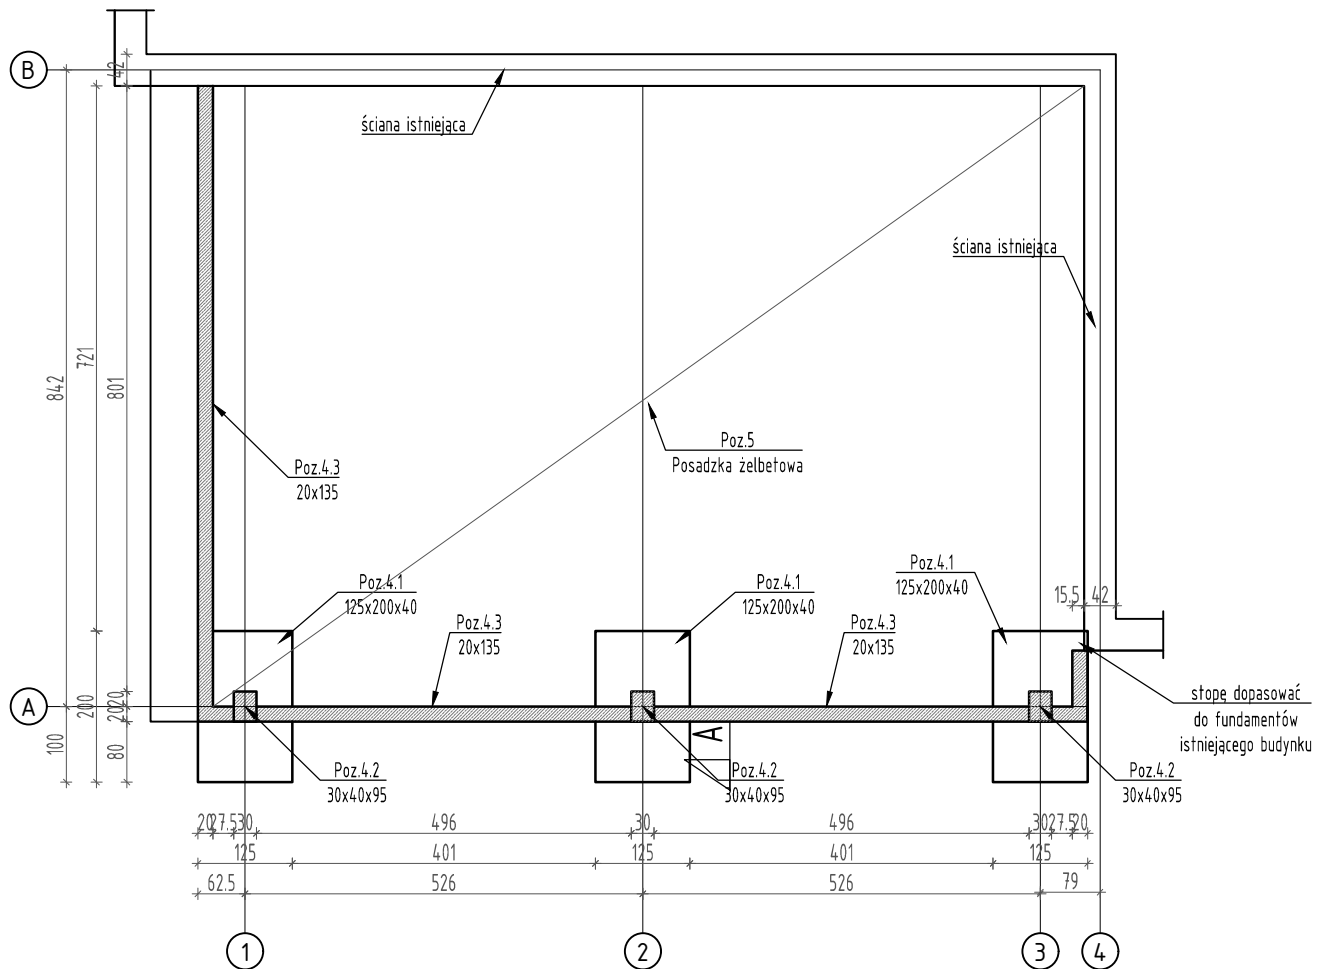 B
42
ściana istniejąca
ściana istniejąca
842
721
801
Poz.5
Posadzka żelbetowa
Poz.4.3
20x135
Poz.4.1
125x200x40
Poz.4.1
125x200x40
Poz.4.1
125x200x40
15.5
42
Poz.4.3
20x135
Poz.4.3
20x135
A
100
200
80
20
20
A
stopę dopasować
do fundamentów
istniejącego budynku
Poz.4.2
30x40x95
Poz.4.2
30x40x95
Poz.4.2
30x40x95
20
27.5
30
496
30
496
30
27.5
20
125
401
125
401
125
62.5
526
526
79
1
2
3
4